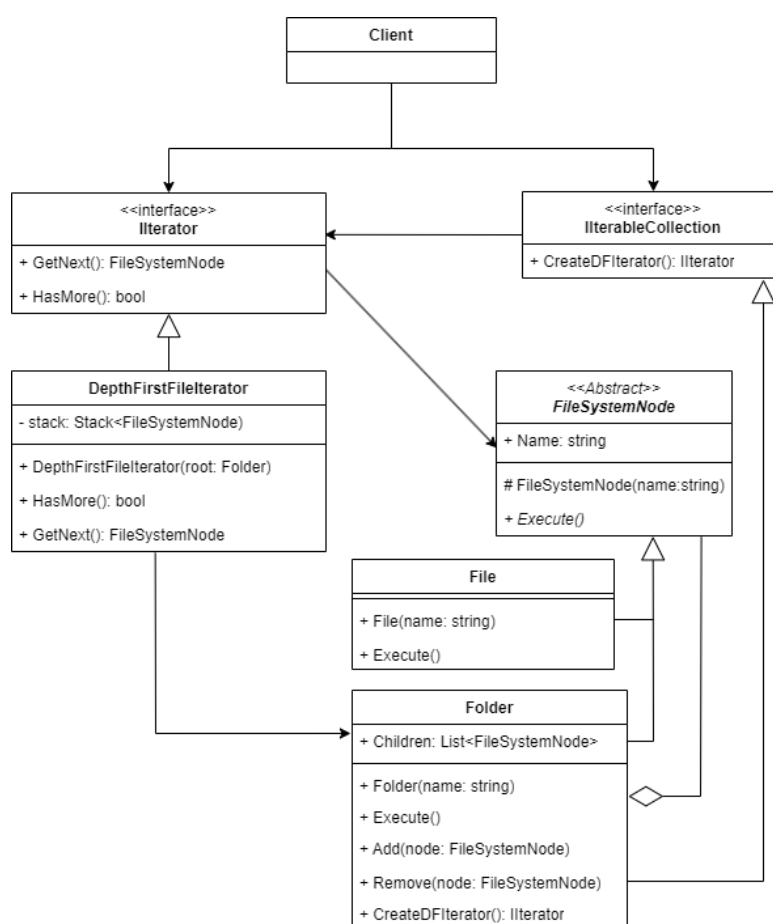 Client
<<interface>>
IIterator
+ GetNext(): FileSystemNode
+ HasMore(): bool
<<interface>>
IIterableCollection
+ CreateDFIterator(): IIterator
DepthFirstFileIterator
- stack: Stack<FileSystemNode)
+ DepthFirstFileIterator(root: Folder)
+ HasMore(): bool
+ GetNext(): FileSystemNode
<<Abstract>>
FileSystemNode
+ Name: string
# FileSystemNode(name:string)
+ Execute()
File
+ File(name: string)
+ Execute()
Folder
+ Children: List<FileSystemNode>
+ Folder(name: string)
+ Execute()
+ Add(node: FileSystemNode)
+ Remove(node: FileSystemNode)
+ CreateDFIterator(): IIterator